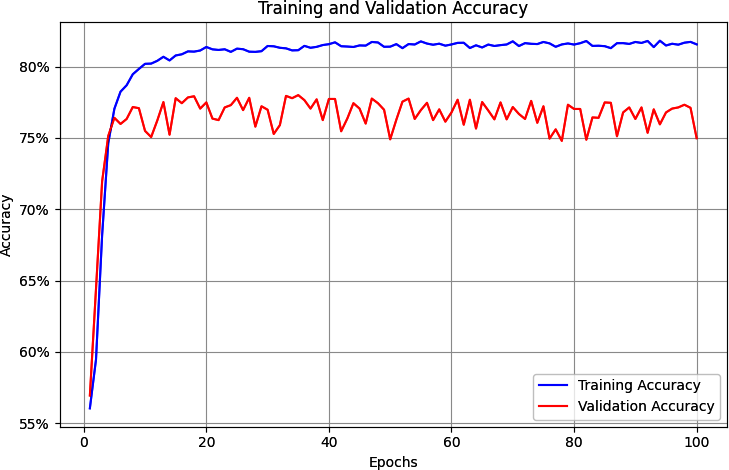 Training and Validation Accuracy
Accuracy
80%
75%
70%
65%
60%
55%
0 20 40 60 80 100
Epochs
Training Accuracy
Validation Accuracy